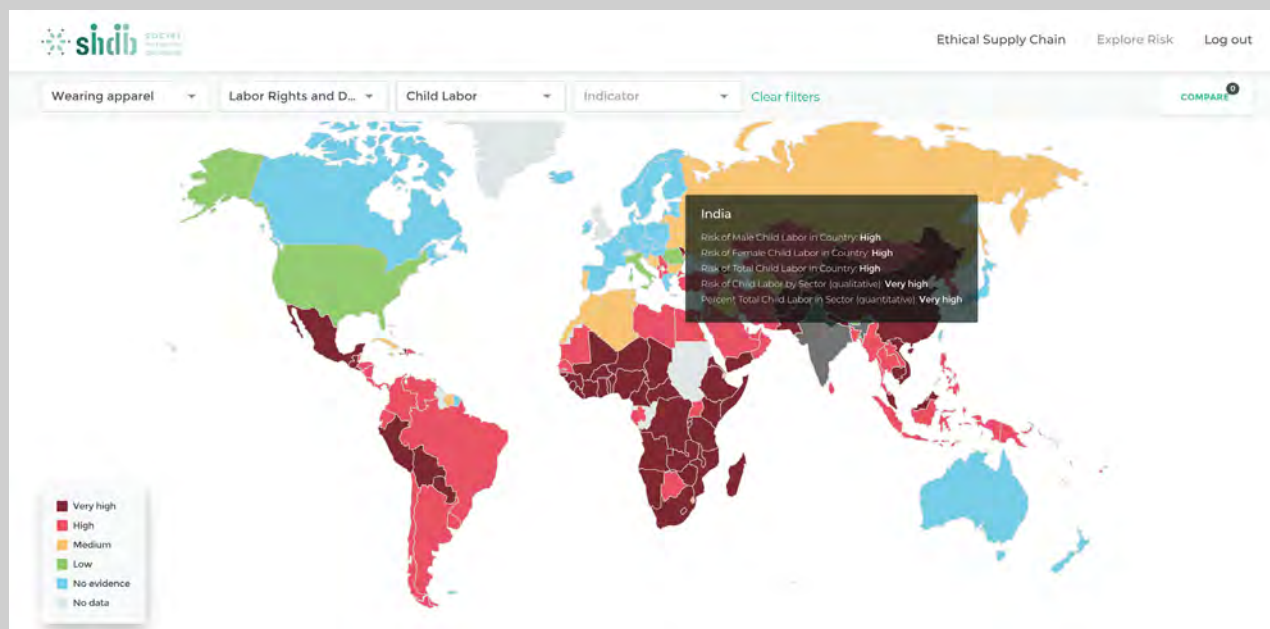 shdb
Ethical Supply Chain Explore Risk Log out
Wearing apparel Labor Rights and D... Child Labor Indicator Clear filters COMPARE 0
India
Risk of Male Child Labor in Country: High
Risk of Female Child Labor in Country: High
Risk of Total Child Labor in Country: High
Risk of Child Labor by Sector (qualitative): Very high
Percent Total Child Labor in Sector (quantitative): Very high
Very high
High
Medium
Low
No evidence
No data